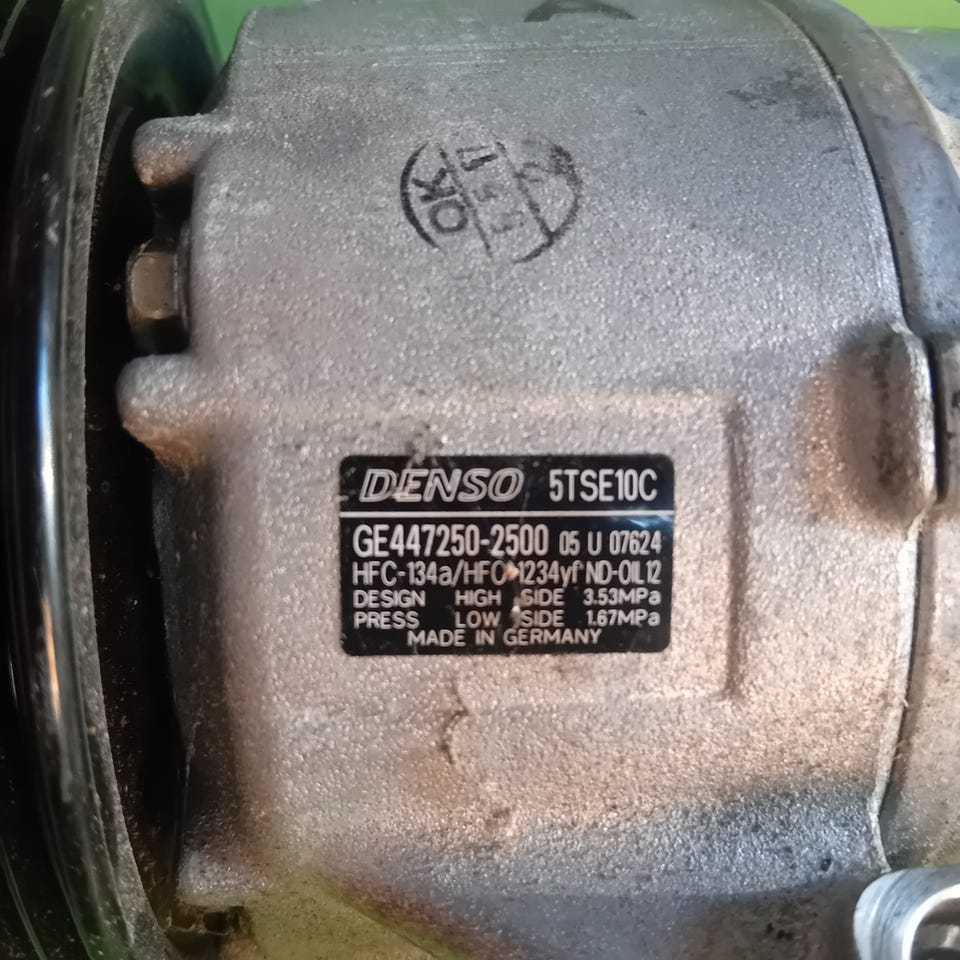 OK
DENSO 5TSE10C
GE447250-2500 05 U 07624
HFC-134a/HFO-1234yf ND-OIL12
DESIGN HIGH SIDE 3.53MPa
PRESS LOW SIDE 1.67MPa
MADE IN GERMANY